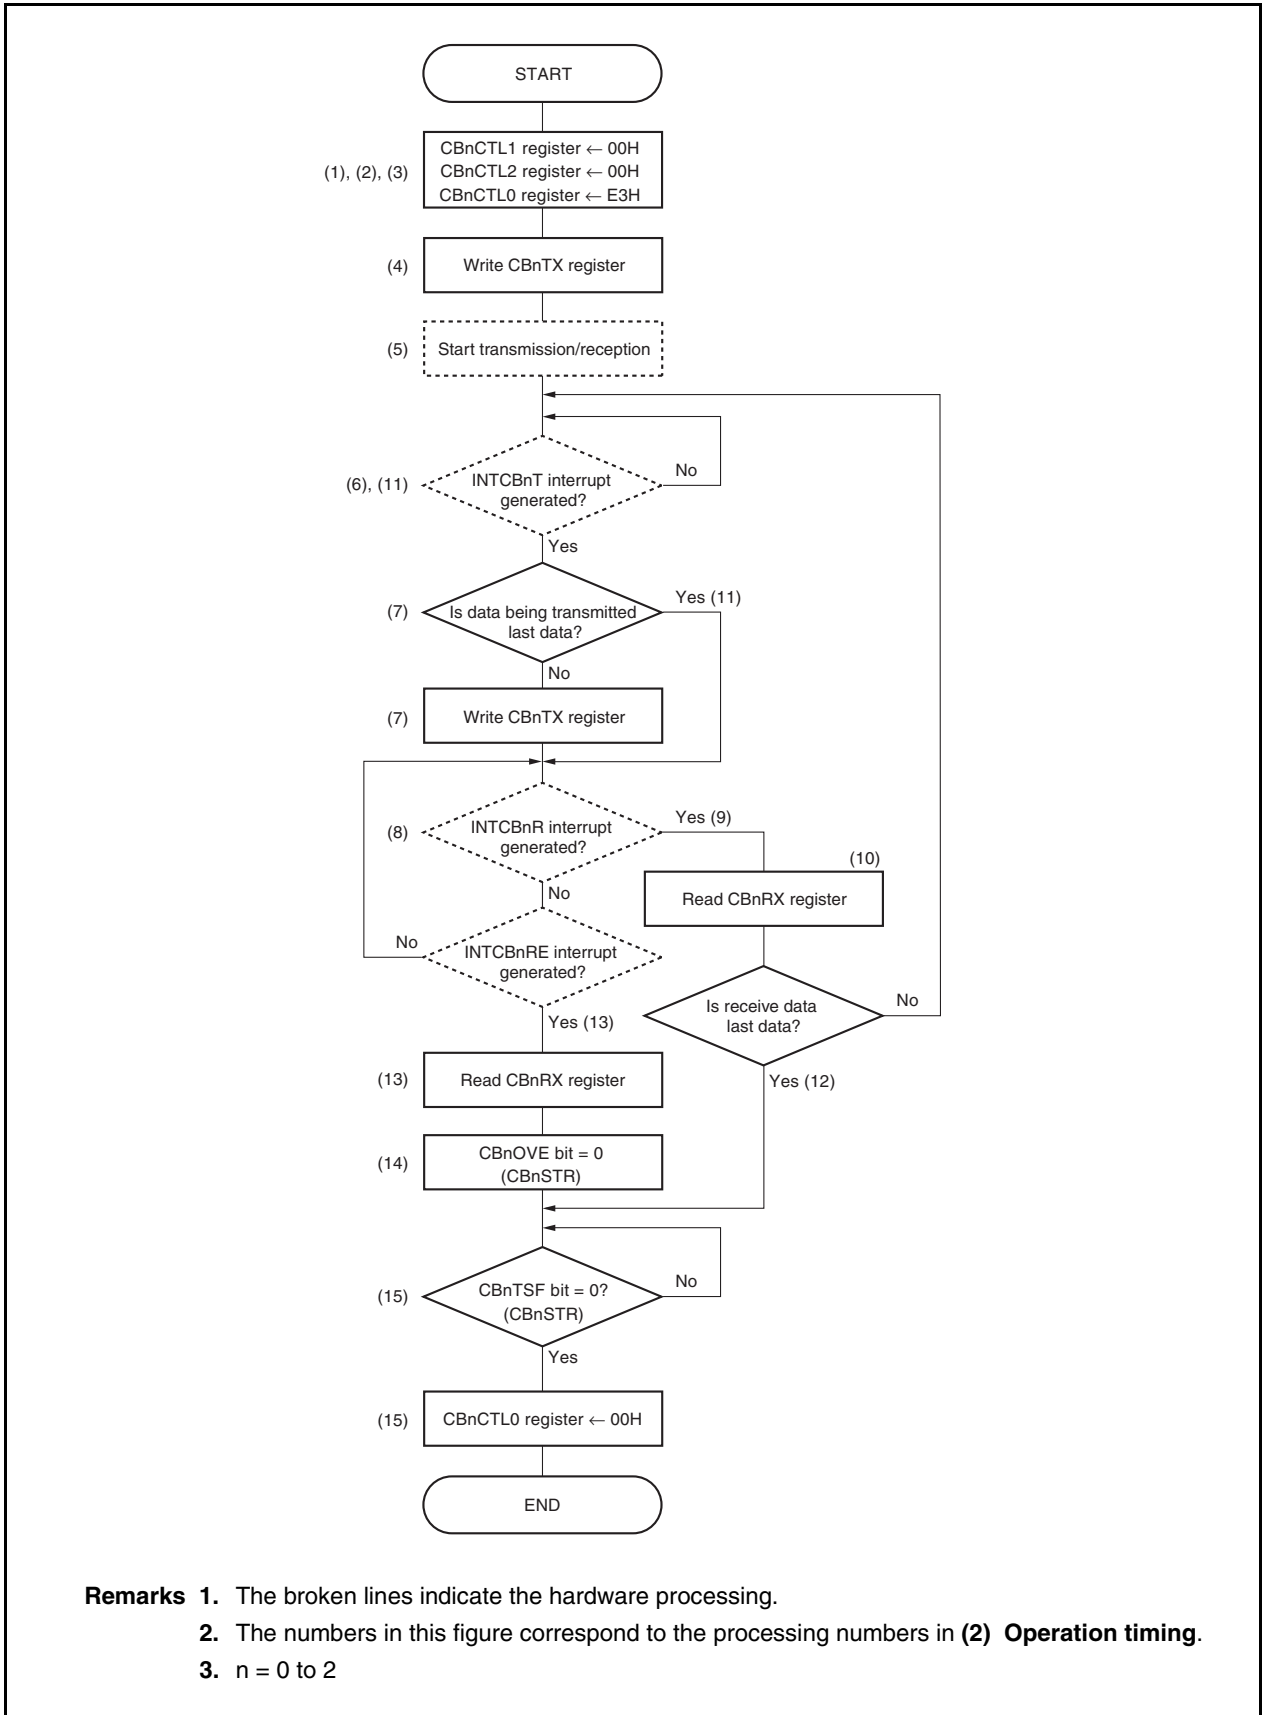 START
CBnCTL1 register ← 00H
(1), (2), (3) CBnCTL2 register ← 00H
CBnCTL0 register ← E3H
(4) Write CBnTX register
(5) Start transmission/reception
No
(6), (11) INTCBnT interrupt
generated?
Yes
Yes (11)
(7) Is data being transmitted
last data?
No
(7) Write CBnTX register
Yes (9)
(8) INTCBnR interrupt
generated?
(10)
No
Read CBnRX register
No
INTCBnRE interrupt
generated?
No
Is receive data
last data?
Yes (13)
(13) Read CBnRX register
Yes (12)
(14) CBnOVE bit = 0
(CBnSTR)
No
(15) CBnTSF bit = 0?
(CBnSTR)
Yes
(15) CBnCTL0 register ← 00H
END
Remarks 1. The broken lines indicate the hardware processing.
2. The numbers in this figure correspond to the processing numbers in (2) Operation timing.
3. n = 0 to 2